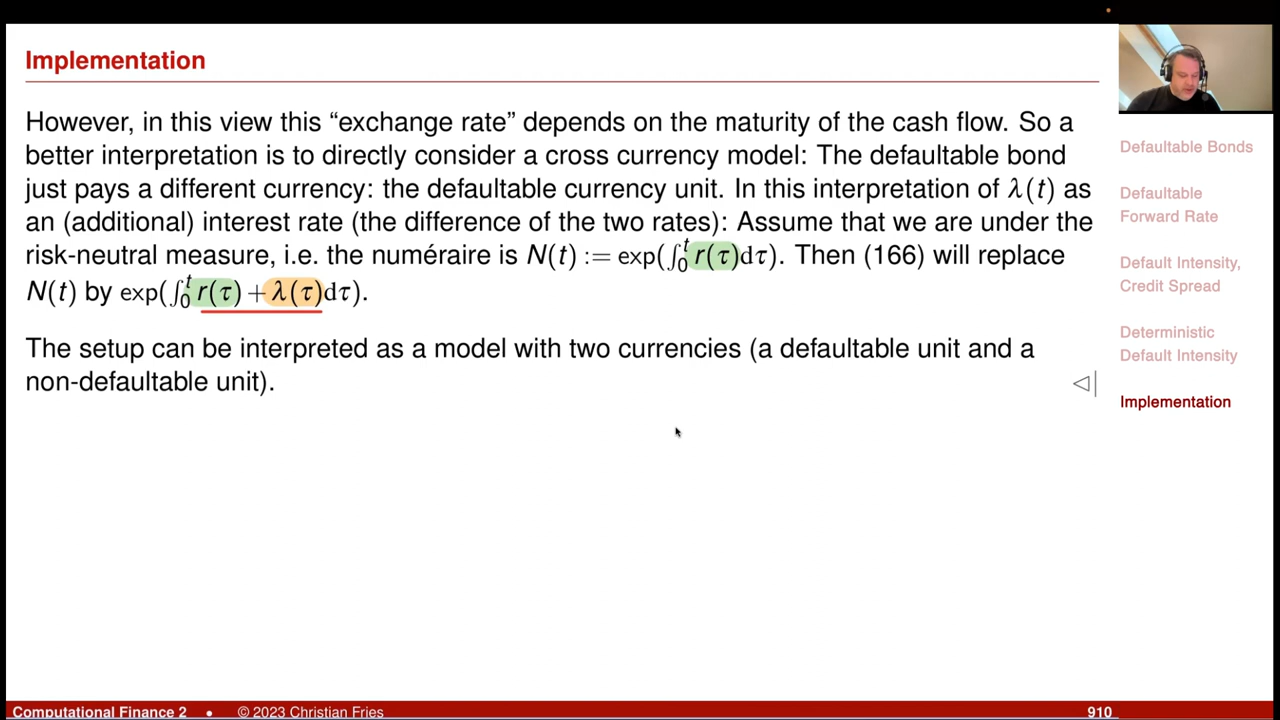 Implementation
However, in this view this “exchange rate” depends on the maturity of the cash flow. So a
better interpretation is to directly consider a cross currency model: The defaultable bond
just pays a different currency: the defaultable currency unit. In this interpretation of λ(t) as
an (additional) interest rate (the difference of the two rates): Assume that we are under the
risk-neutral measure, i.e. the numéraire is N(t) := exp(∫₀ᵗ r(τ)dτ). Then (166) will replace
N(t) by exp(∫₀ᵗ r(τ) + λ(τ)dτ).
The setup can be interpreted as a model with two currencies (a defaultable unit and a
non-defaultable unit).
Defaultable Bonds
Defaultable
Forward Rate
Default Intensity,
Credit Spread
Deterministic
Default Intensity
Implementation
Computational Finance 2 • © 2023 Christian Fries 910